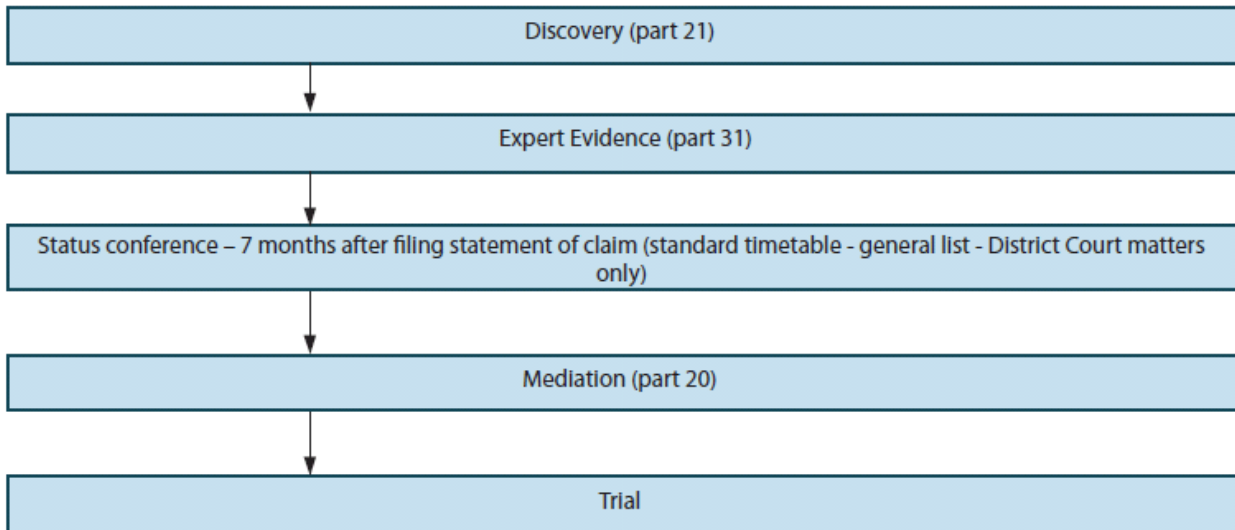 Discovery (part 21)
Expert Evidence (part 31)
Status conference – 7 months after filing statement of claim (standard timetable - general list - District Court matters
only)
Mediation (part 20)
Trial